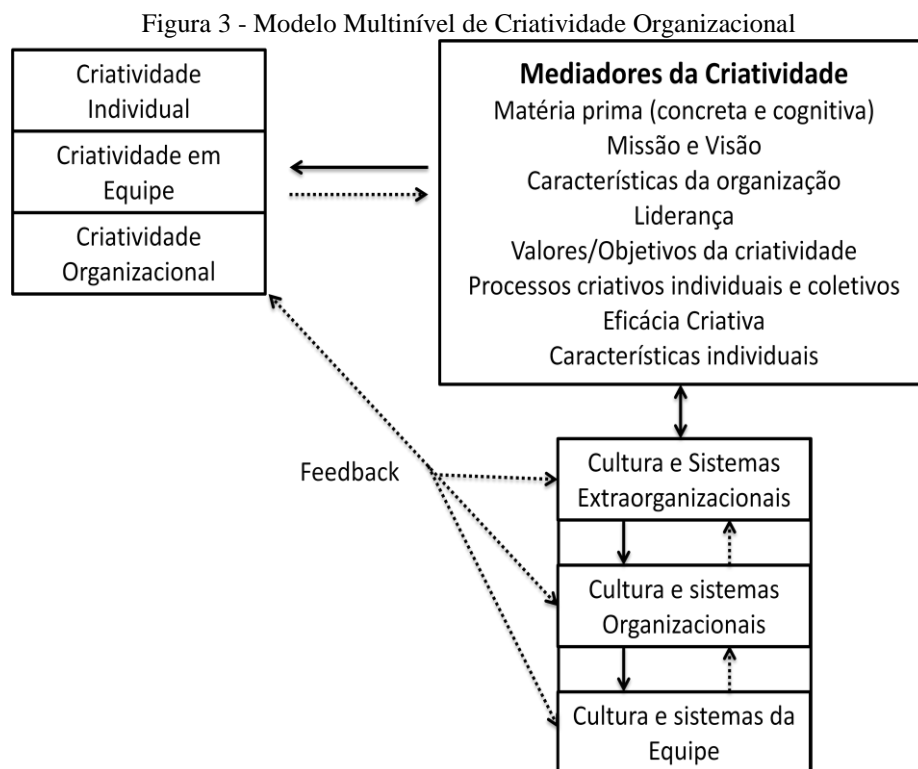 Figura 3 - Modelo Multinível de Criatividade Organizacional
Criatividade
Individual
Criatividade em
Equipe
Criatividade
Organizacional
Mediadores da Criatividade
Matéria prima (concreta e cognitiva)
Missão e Visão
Características da organização
Liderança
Valores/Objetivos da criatividade
Processos criativos individuais e coletivos
Eficácia Criativa
Características individuais
Feedback
Cultura e Sistemas
Extraorganizacionais
Cultura e sistemas
Organizacionais
Cultura e sistemas da
Equipe